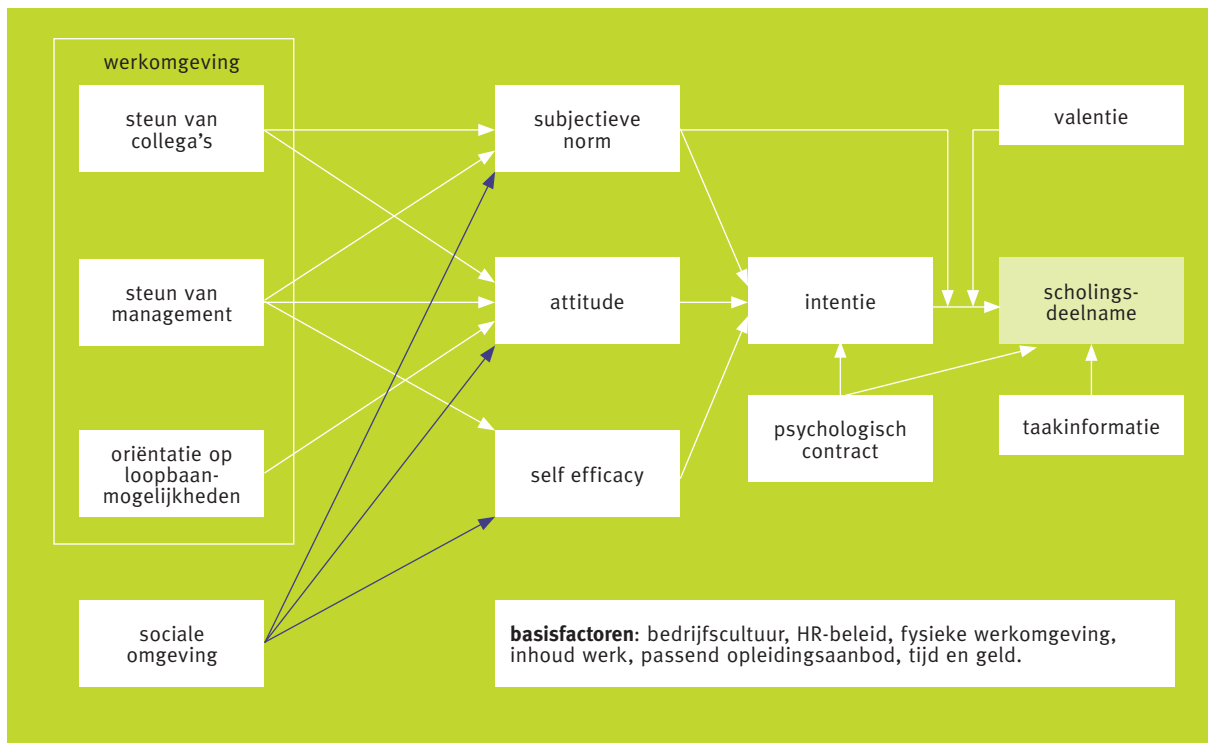 werkomgeving
steun van
collega's
steun van
management
oriëntatie op
loopbaan-
mogelijkheden
sociale
omgeving
subjectieve
norm
attitude
self efficacy
intentie
psychologisch
contract
valentie
scholings-
deelname
taakinformatie
basisfactoren: bedrijfscultuur, HR-beleid, fysieke werkomgeving,
inhoud werk, passend opleidingsaanbod, tijd en geld.